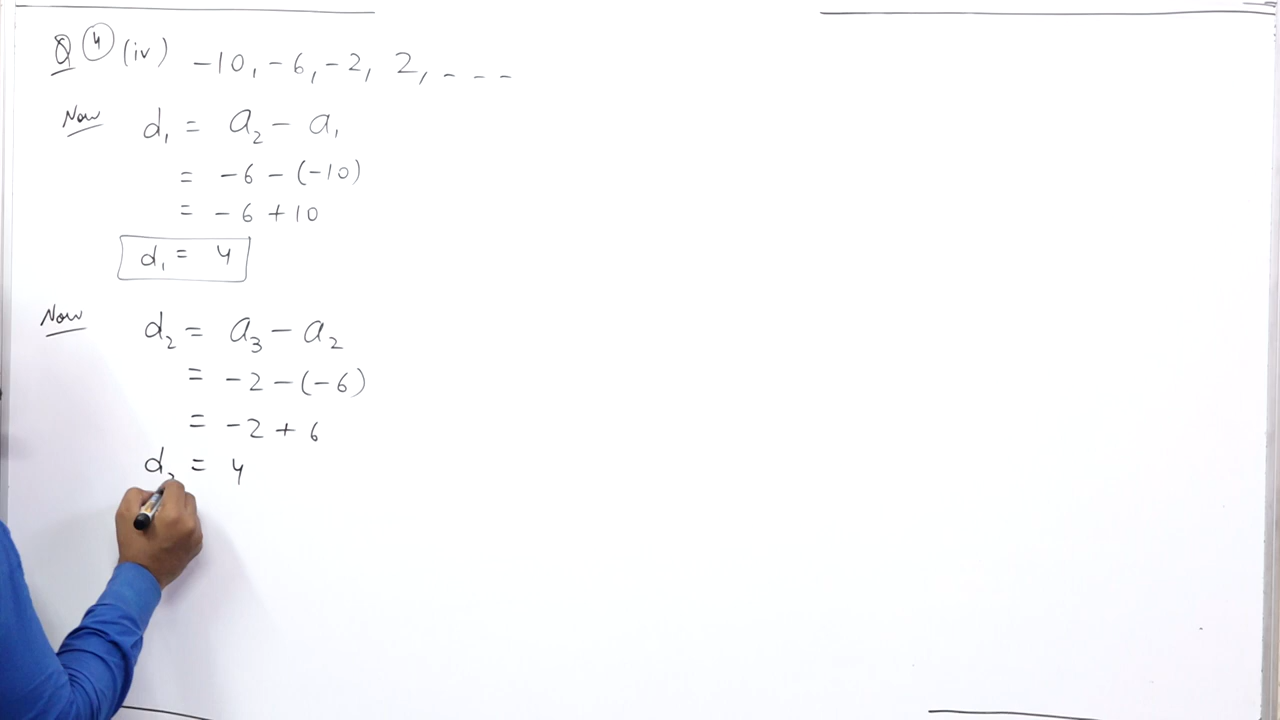 Q 4 (iv) -10, -6, -2, 2, - - -
Now d₁ = a₂ - a₁
= -6 - (-10)
= -6 + 10
d₁ = 4
Now d₂ = a₃ - a₂
= -2 - (-6)
= -2 + 6
d₂ = 4